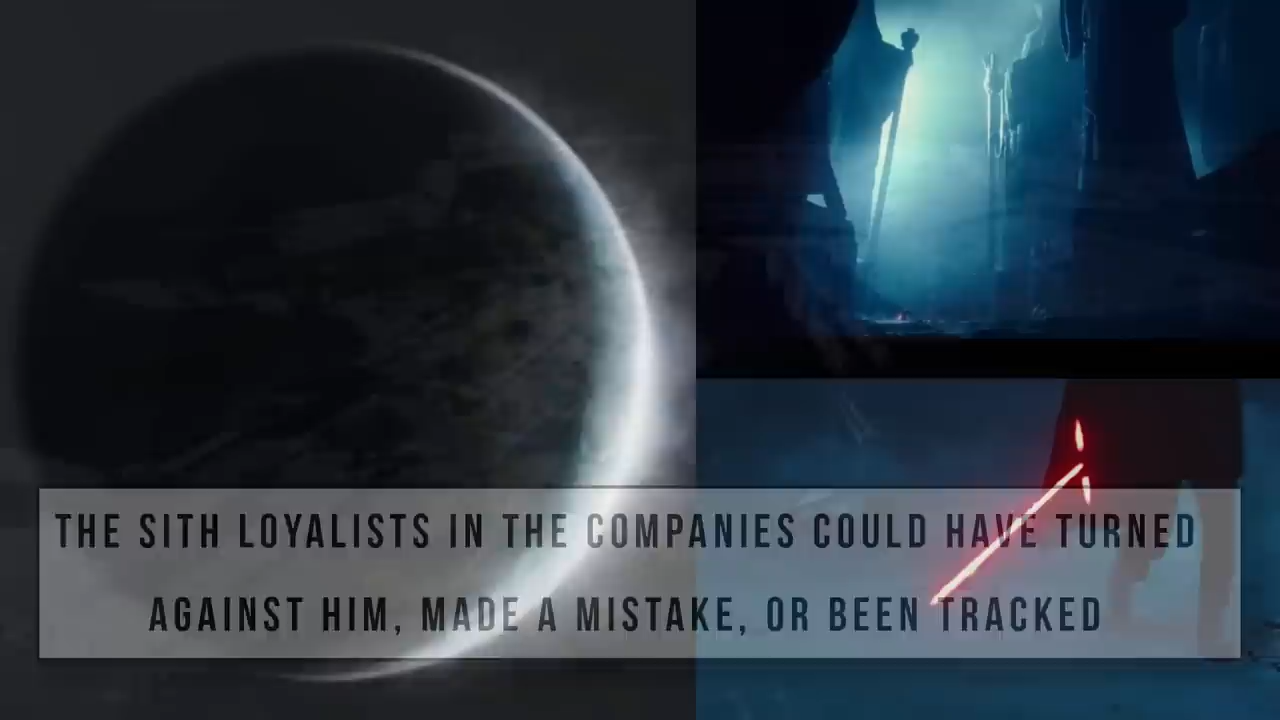 THE SITH LOYALISTS IN THE COMPANIES COULD HAVE TURNED
AGAINST HIM, MADE A MISTAKE, OR BEEN TRACKED